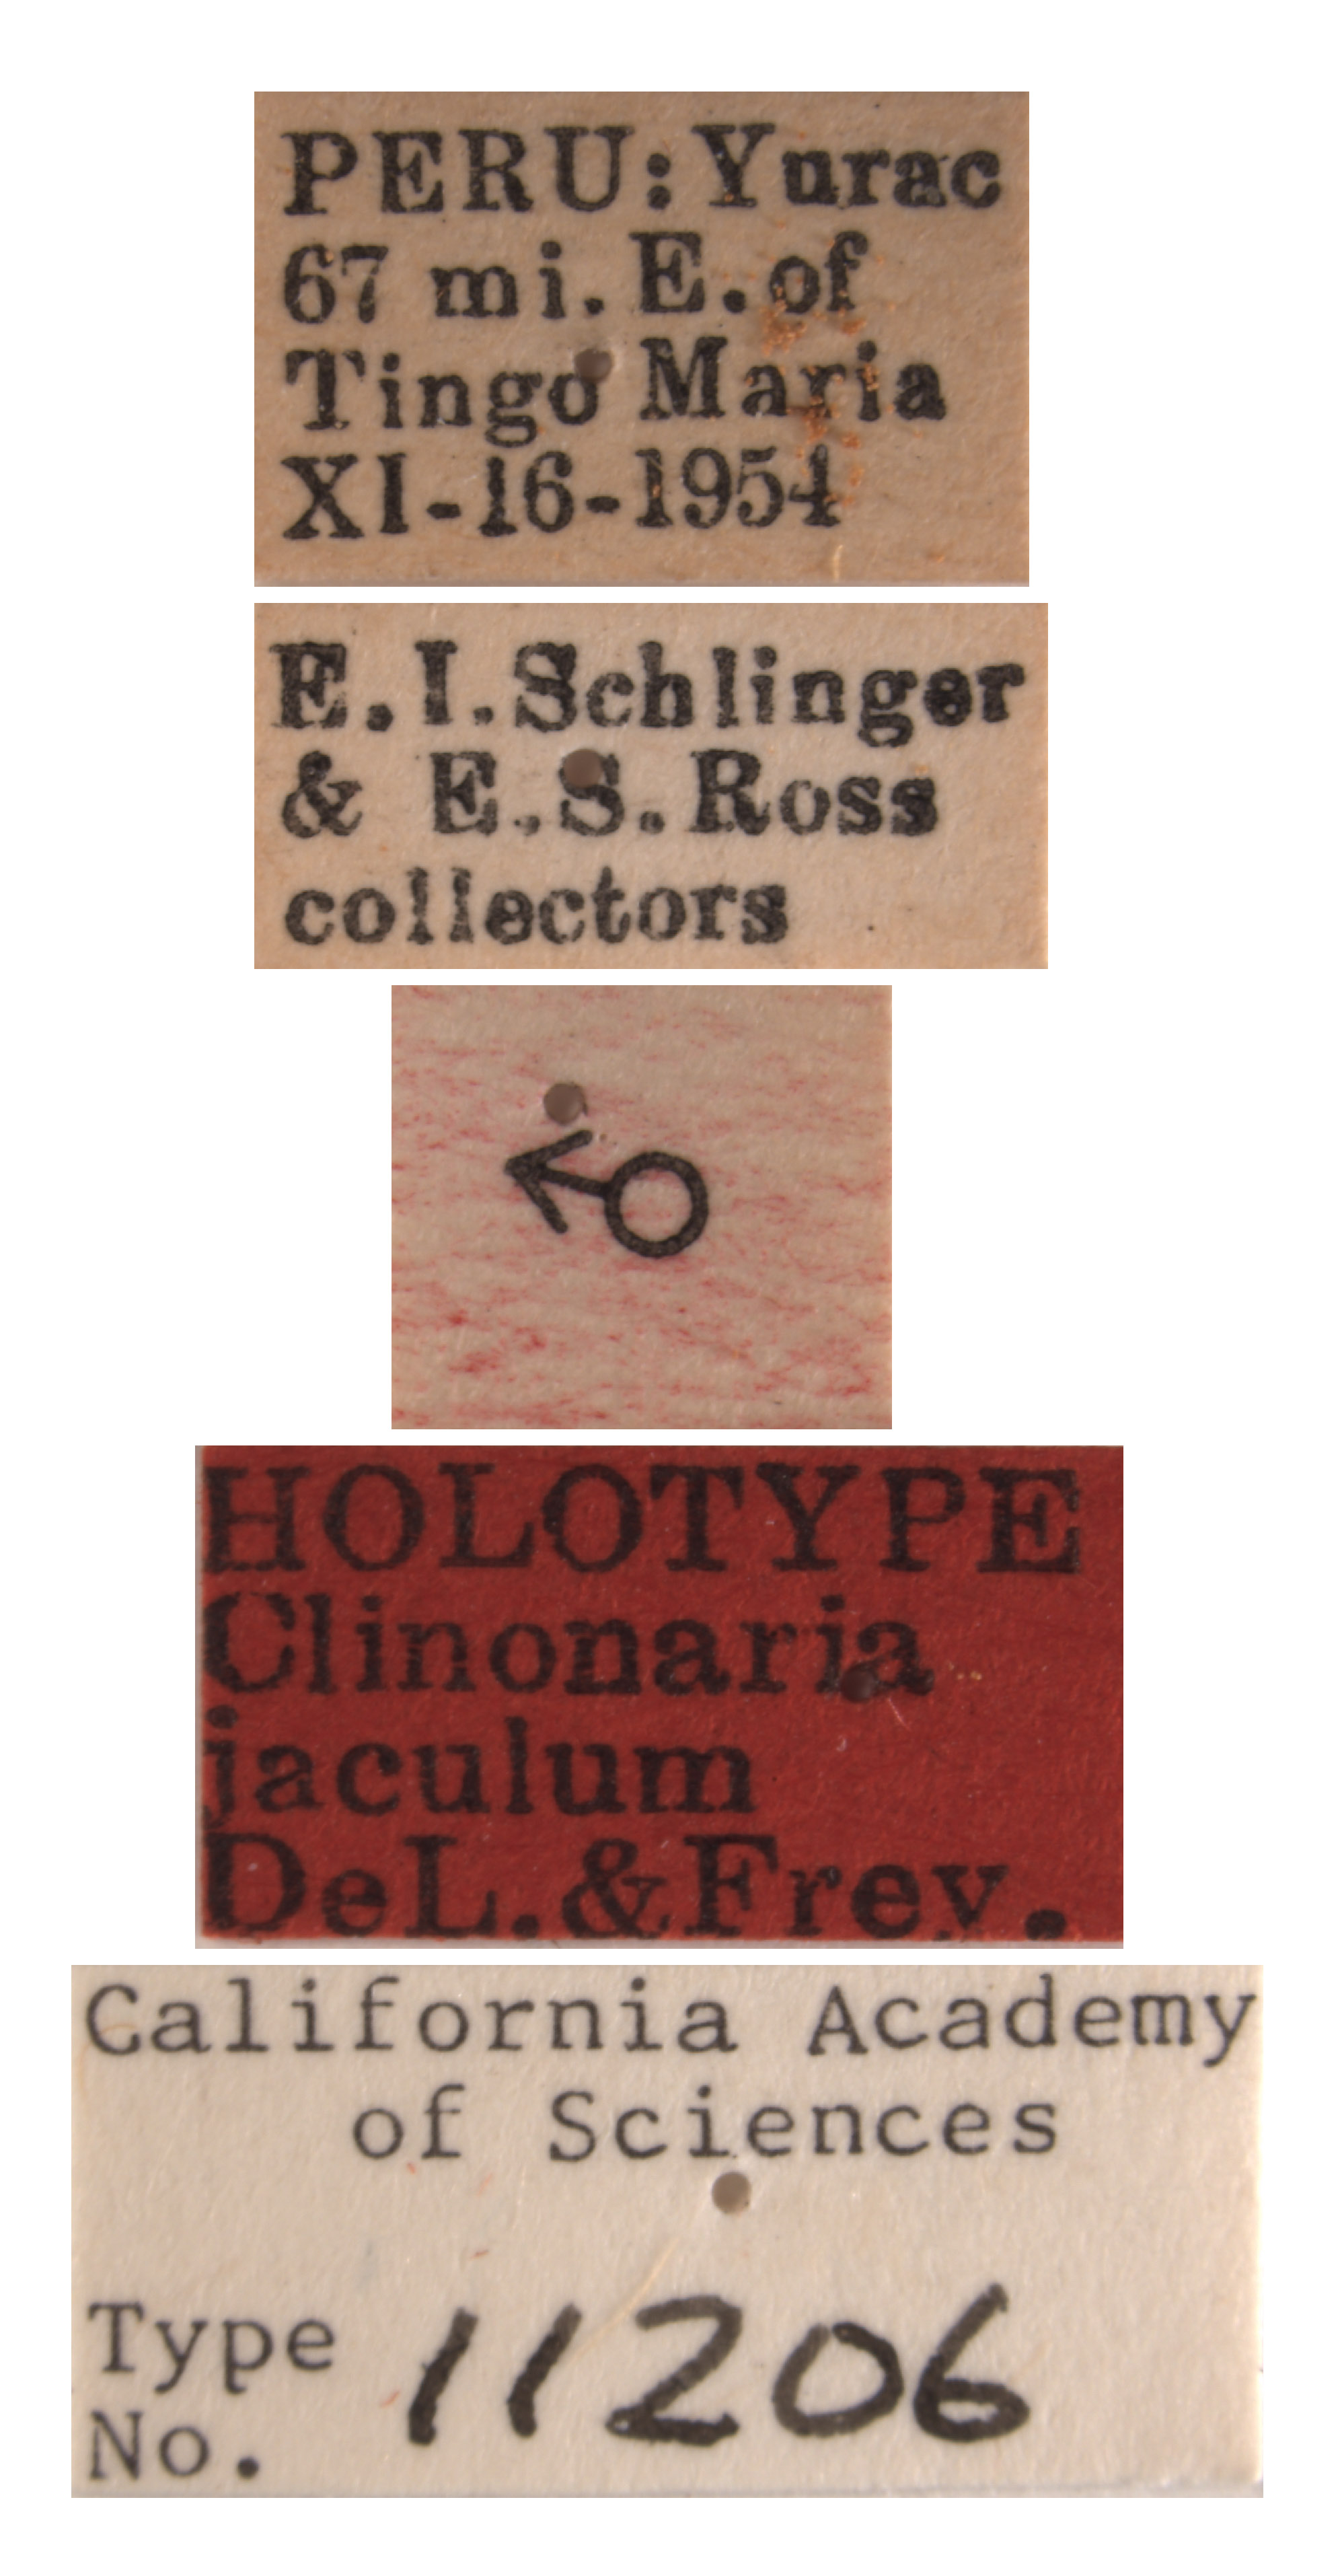 PERU: Yurac
67 mi. E. of
Tingo Maria
XI-16-1954
E. I. Schlinger
& E. S. Ross
collectors
♂
HOLOTYPE
Clinonaria
jaculum
DeL. & Frey.
California Academy
of Sciences
Type
No. 11206